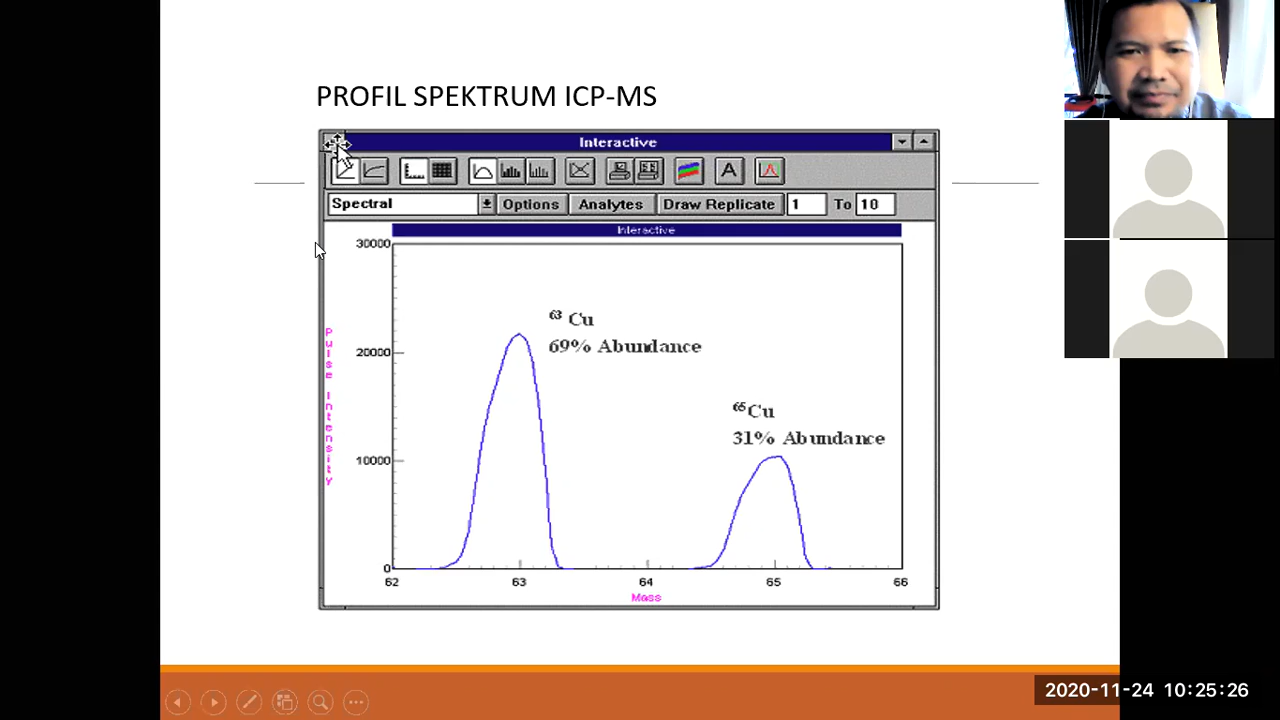 PROFIL SPEKTRUM ICP-MS
Interactive
A
Spectral Options Analytes Draw Replicate 1 To 10
Interactive
30000
20000
10000
0
Pulse Intensity
⁶³ Cu
69% Abundance
⁶⁵Cu
31% Abundance
62 63 64 65 66
Mass
2020-11-24 10:25:26